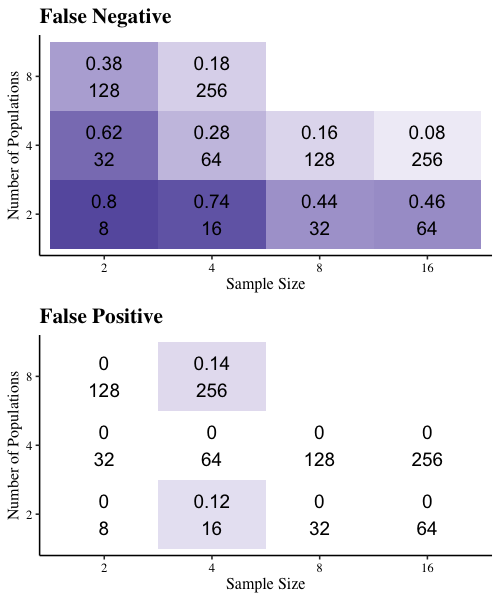 False Negative
Number of Populations
8
0.38 0.18
128 256
4
0.62 0.28 0.16 0.08
32 64 128 256
2
0.8 0.74 0.44 0.46
8 16 32 64
2 4 8 16
Sample Size
False Positive
Number of Populations
8
0 0.14
128 256
4
0 0 0 0
32 64 128 256
2
0 0.12 0 0
8 16 32 64
2 4 8 16
Sample Size